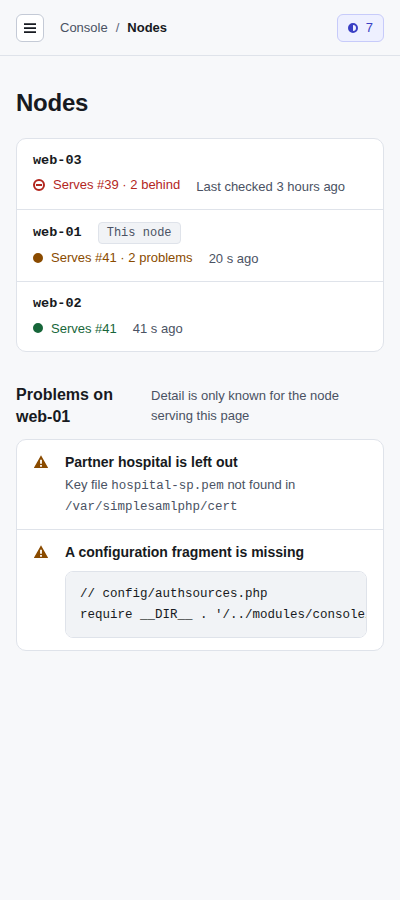 Console / Nodes
7
Nodes
web-03
Serves #39 · 2 behind Last checked 3 hours ago
web-01 This node
Serves #41 · 2 problems 20 s ago
web-02
Serves #41 41 s ago
Problems on
web-01
Detail is only known for the node
serving this page
Partner hospital is left out
Key file hospital-sp.pem not found in
/var/simplesamlphp/cert
A configuration fragment is missing
// config/authsources.php
require __DIR__ . '/../modules/console